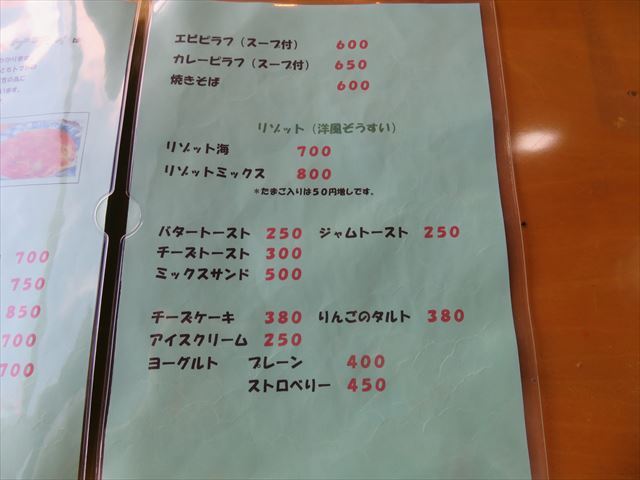 エビピラフ（スープ付） 600
カレーピラフ（スープ付） 650
焼きそば 600
リゾット（洋風ぞうすい）
リゾット海 700
リゾットミックス 800
＊たまご入りは５０円増しです。
バタートースト 250 ジャムトースト 250
チーズトースト 300
ミックスサンド 500
チーズケーキ 380 りんごのタルト 380
アイスクリーム 250
ヨーグルト プレーン 400
ストロベリー 450
700
750
850
700
700